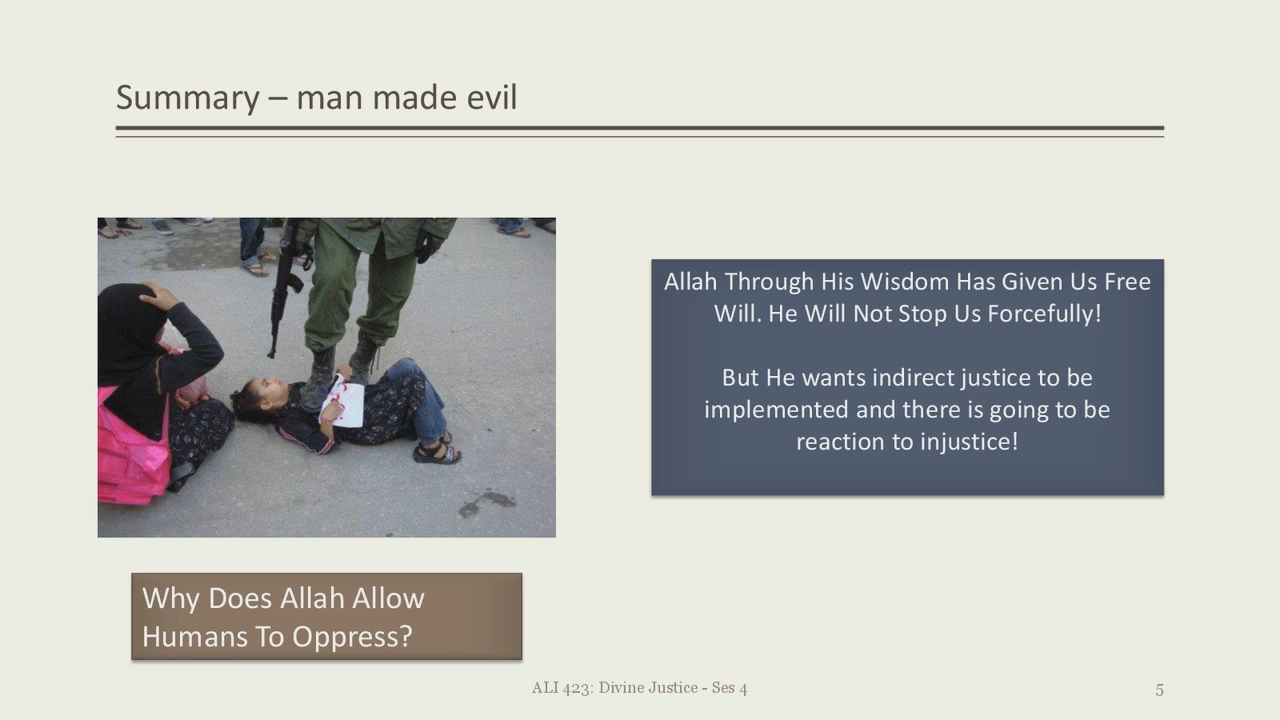 Summary – man made evil
Allah Through His Wisdom Has Given Us Free
Will. He Will Not Stop Us Forcefully!
But He wants indirect justice to be
implemented and there is going to be
reaction to injustice!
Why Does Allah Allow
Humans To Oppress?
ALI 423: Divine Justice - Ses 4
5